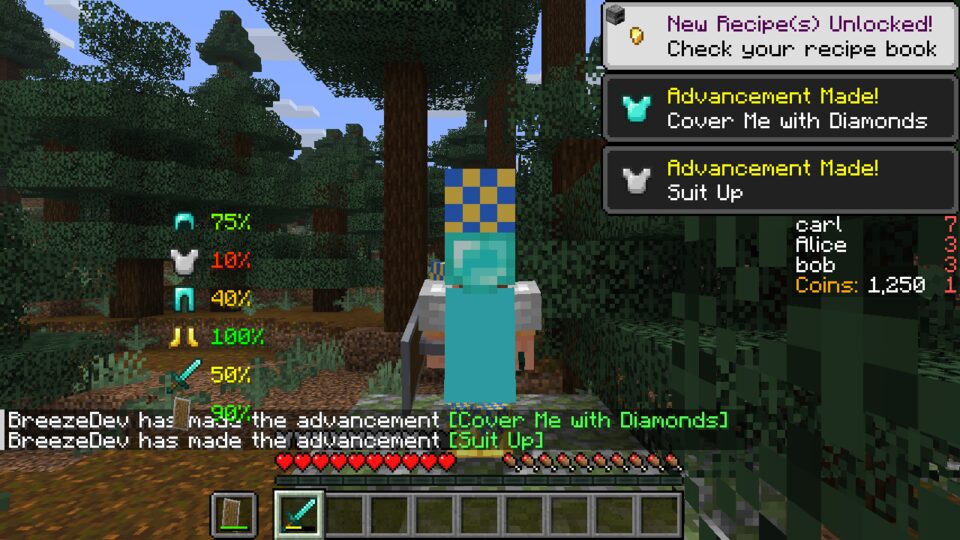 New Recipe(s) Unlocked!
Check your recipe book
Advancement Made!
Cover Me with Diamonds
Advancement Made!
Suit Up
carl 7
Alice 3
bob 3
Coins: 1,250 1
75%
10%
40%
100%
50%
90%
BreezeDev has made the advancement [Cover Me with Diamonds]
BreezeDev has made the advancement [Suit Up]